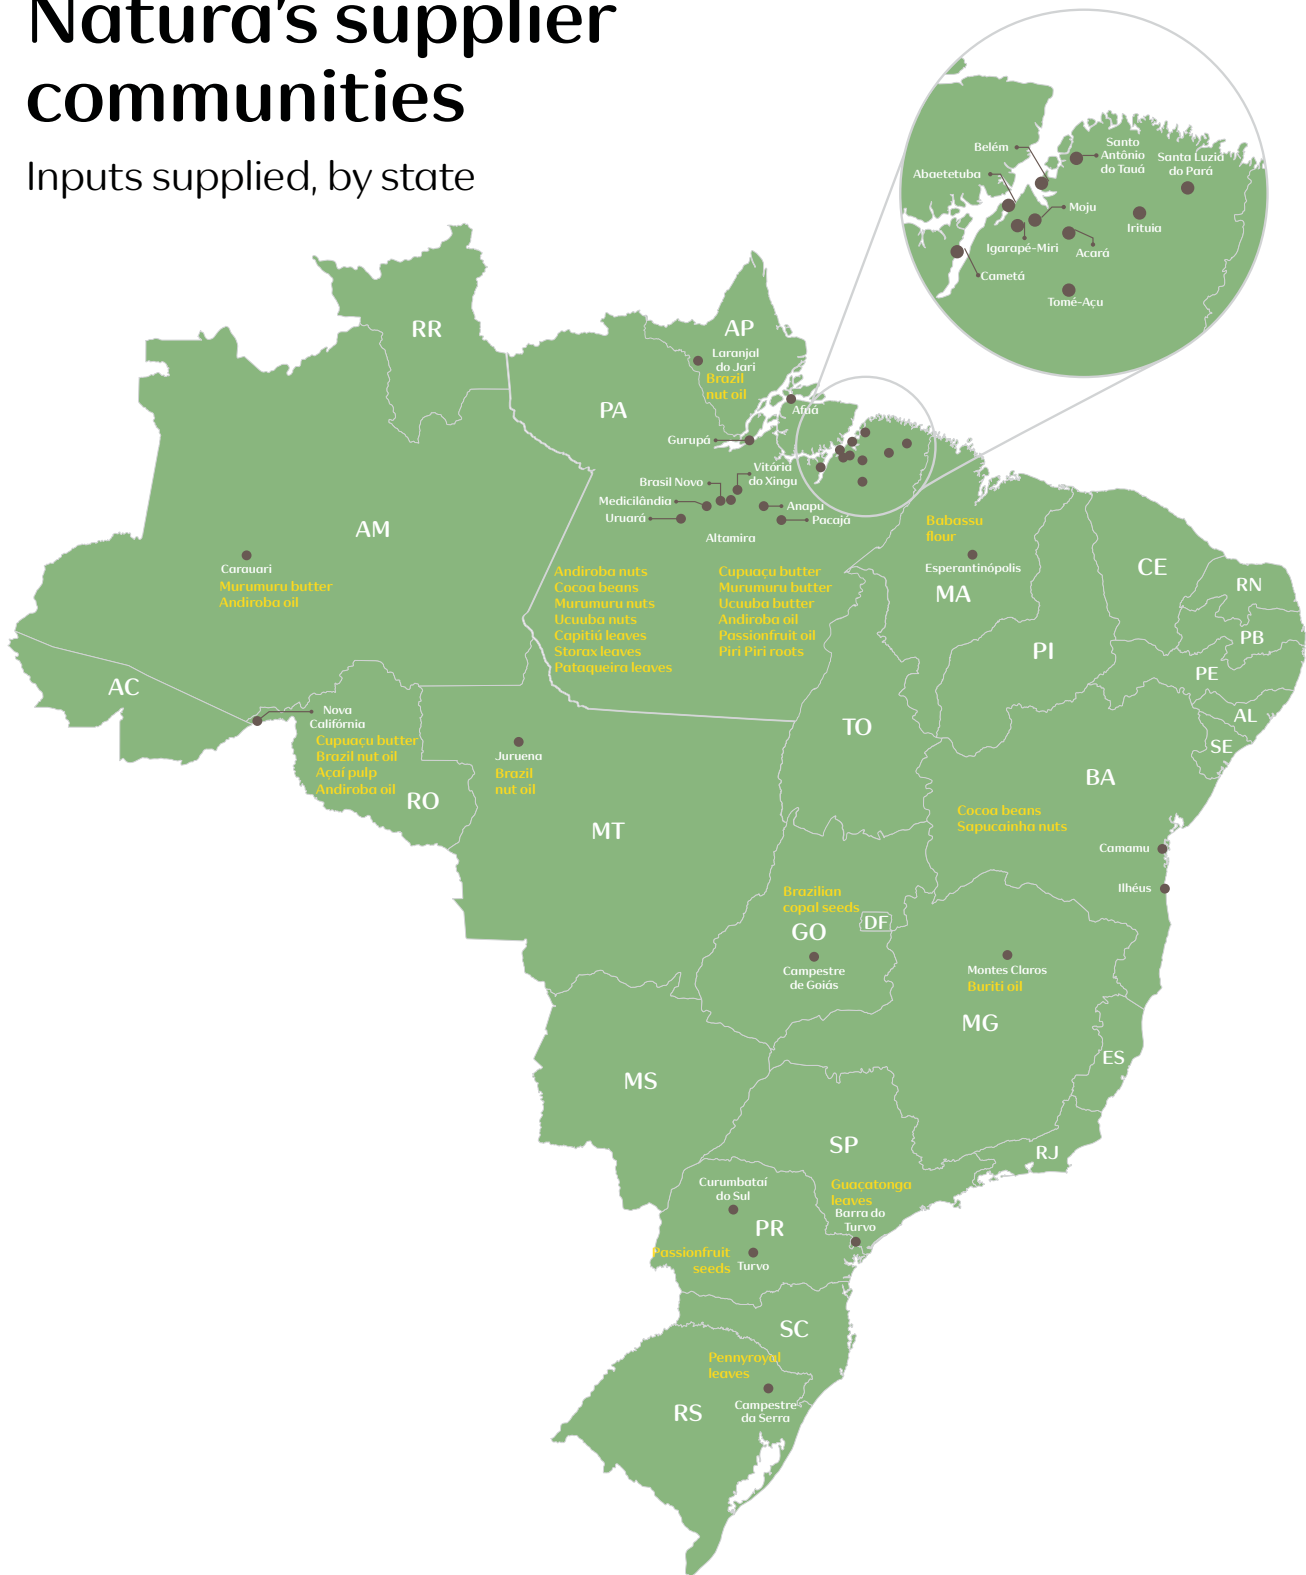 Natura's supplier
communities
Inputs supplied, by state
Belém
Santo
Antônio
do Tauá
Santa Luzia
do Pará
Abaetetuba
Moju
Irituia
Igarapé-Miri
Acará
Cametá
Tomé-Açu
RR
AP
Laranjal
do Jari
Brazil
nut oil
PA
Afuá
Gurupá
Vitória
do Xingu
Brasil Novo
Medicilândia
Anapu
Uruará
Pacajá
Altamira
AM
Carauari
Murumuru butter
Andiroba oil
Andiroba nuts
Cocoa beans
Murumuru nuts
Ucuuba nuts
Capitiú leaves
Storax leaves
Pataqueira leaves
Cupuaçu butter
Murumuru butter
Ucuuba butter
Andiroba oil
Passionfruit oil
Piri Piri roots
Babassu
flour
Esperantinópolis
MA
CE
RN
PB
PI
PE
AL
SE
AC
Nova
Califórnia
Cupuaçu butter
Brazil nut oil
Açaí pulp
Andiroba oil
RO
Juruena
Brazil
nut oil
MT
TO
BA
Cocoa beans
Sapucainha nuts
Camamu
Ilhéus
Brazilian
copal seeds
DF
GO
Campestre
de Goiás
Montes Claros
Buriti oil
MG
ES
MS
SP
RJ
Guaçatonga
leaves
Barra do
Turvo
Curumbataí
do Sul
PR
Passionfruit
seeds
Turvo
SC
Pennyroyal
leaves
RS
Campestre
da Serra